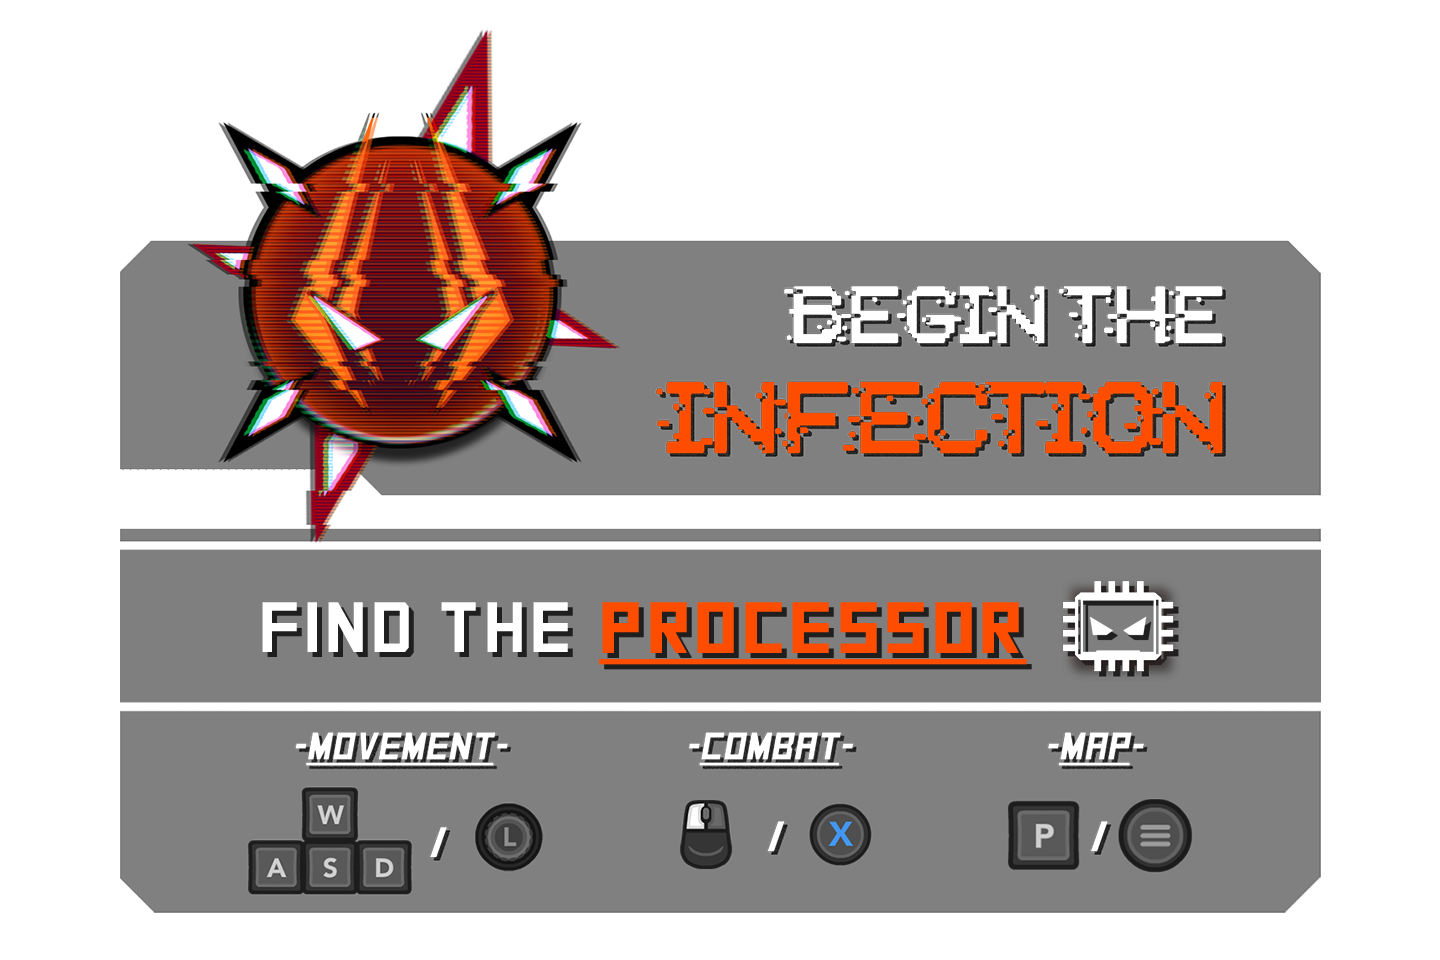 BEGIN THE
INFECTION
FIND THE PROCESSOR
-MOVEMENT-
-COMBAT-
-MAP-
W
A S D / L
/ X
P /